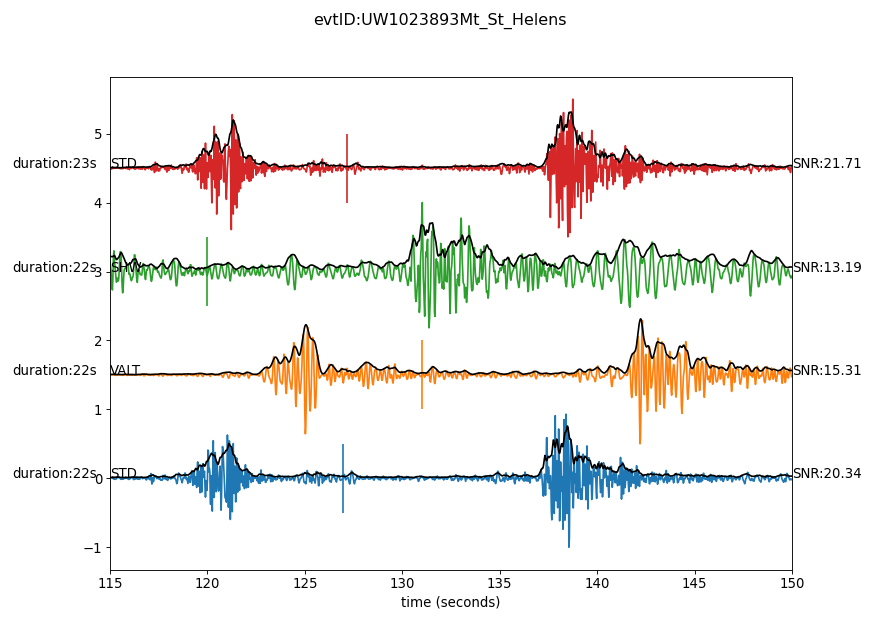 evtID:UW1023893Mt_St_Helens
5
duration:23s STD SNR:21.71
4
duration:22s 3 SHW SNR:13.19
2
duration:22s VALT SNR:15.31
1
duration:22s 0 STD SNR:20.34
−1
115 120 125 130 135 140 145 150
time (seconds)